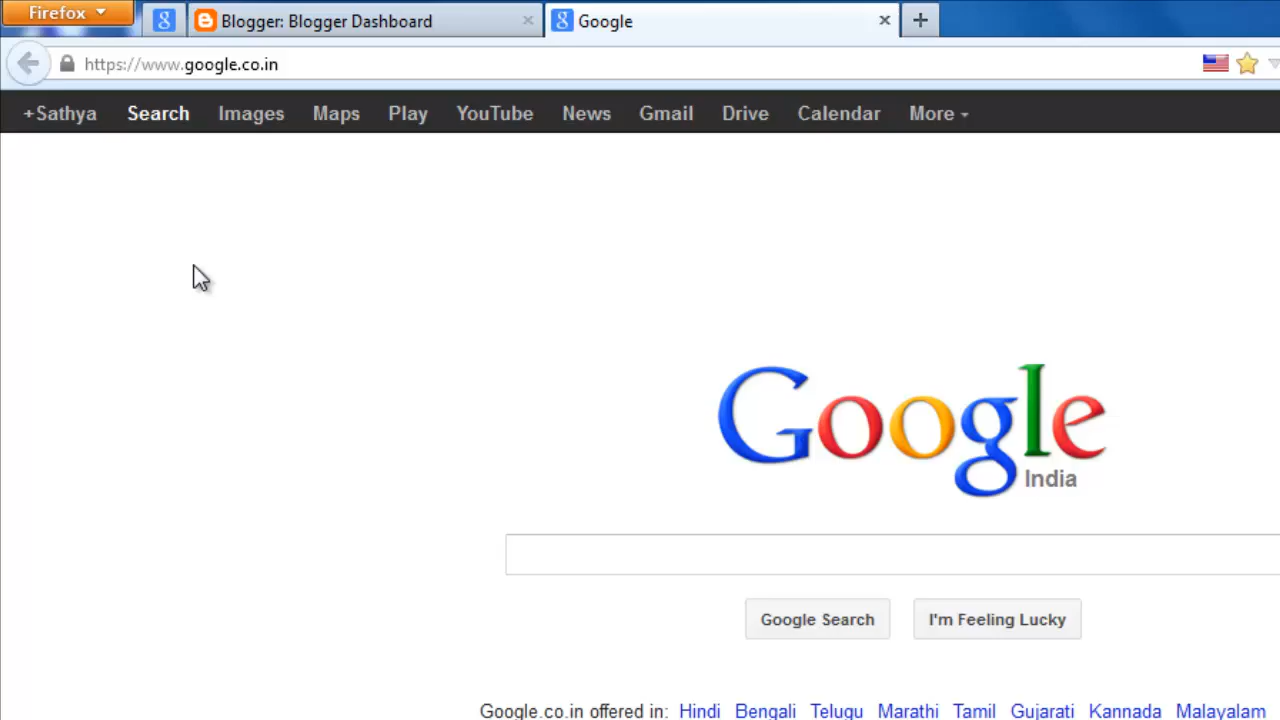 Firefox
Blogger: Blogger Dashboard
Google
https://www.google.co.in
+Sathya Search Images Maps Play YouTube News Gmail Drive Calendar More
Google
India
Google Search I'm Feeling Lucky
Google.co.in offered in: Hindi Bengali Telugu Marathi Tamil Gujarati Kannada Malayalam